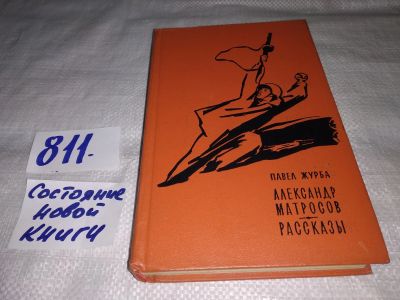 811.
Состояние
новой
книги
ПАВЕЛ ЖУРБА
АЛЕКСАНДР
МАТРОСОВ
РАССКАЗЫ